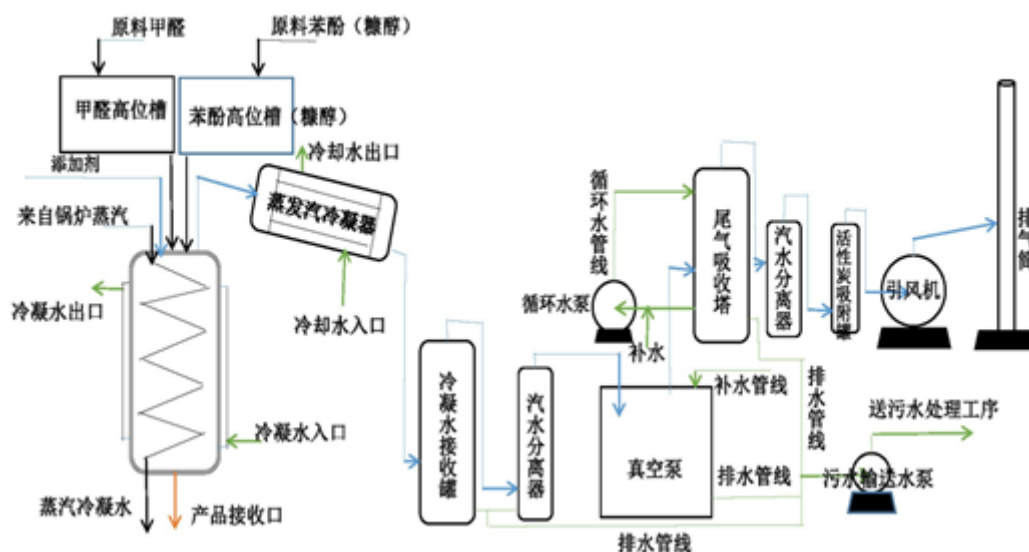 原料甲醛
原料苯酚（糠醇）
甲醛高位槽
苯酚高位槽（糠醇）
添加剂
冷却水出口
来自锅炉蒸汽
蒸发汽冷凝器
冷凝水出口
冷却水入口
冷凝水入口
蒸汽冷凝水
产品接收口
冷凝水接收罐
汽水分离器
真空泵
循环水管线
循环水泵
补水
尾气吸收塔
汽水分离器
活性炭吸附罐
引风机
排气筒
补水管线
排水管线
排水管线
排水管线
送污水处理工序
污水输送水泵